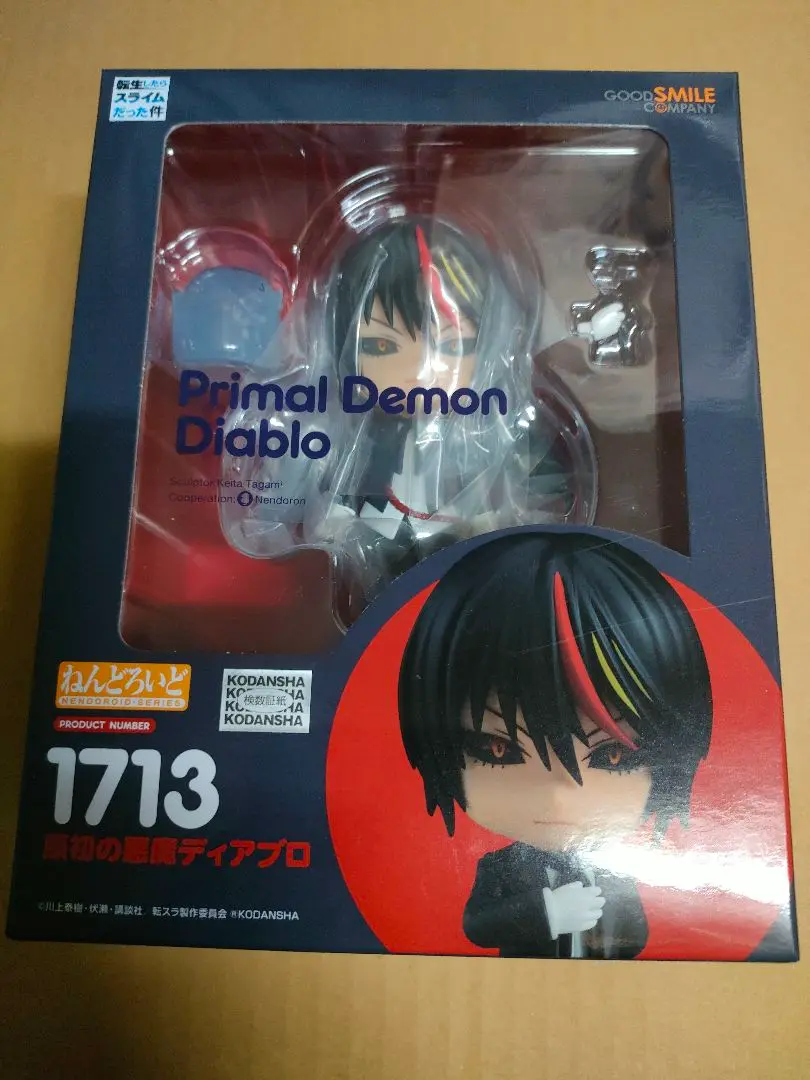 転生したら
スライム
だった件
GOOD SMILE
COMPANY
Primal Demon
Diablo
Sculptor:Keita Tagami
Cooperation: Nendoron
ねんどろいど
NENDOROID・SERIES
PRODUCT NUMBER
1713
原初の悪魔ディアブロ
KODANSHA
検数証紙
KODANSHA
©川上泰樹・伏瀬・講談社/転スラ製作委員会 ®KODANSHA